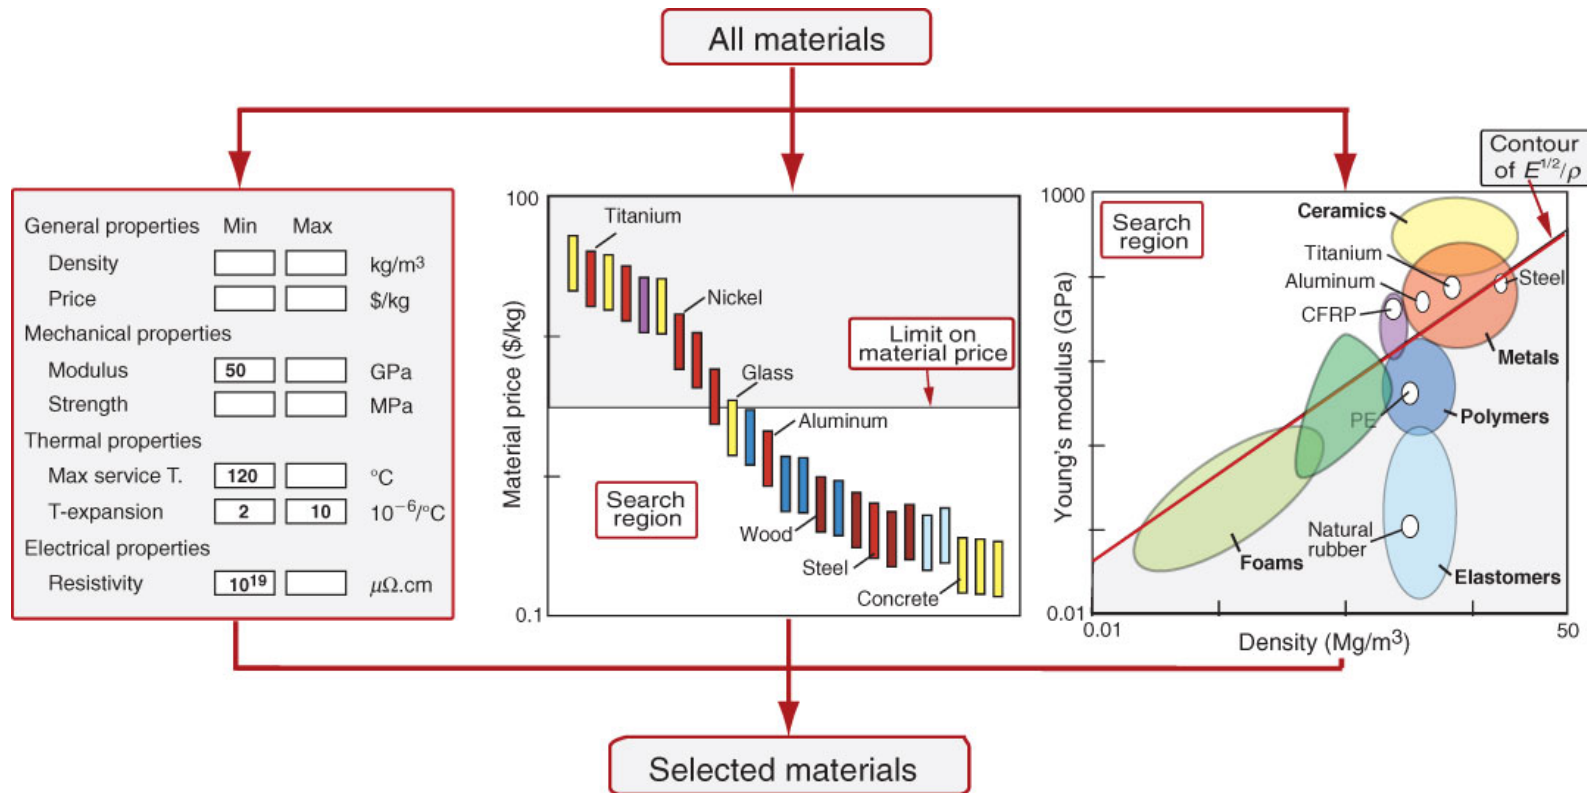 All materials
General properties Min Max
Density kg/m³
Price $/kg
Mechanical properties
Modulus 50 GPa
Strength MPa
Thermal properties
Max service T. 120 °C
T-expansion 2 10 10⁻⁶/°C
Electrical properties
Resistivity 10¹⁹ μΩ.cm
100
Material price ($/kg)
0.1
Titanium
Nickel
Limit on
material price
Glass
Aluminum
Search
region
Wood
Steel
Concrete
Contour
of E^1/2/ρ
1000
Young's modulus (GPa)
0.01
Search
region
Ceramics
Titanium
Aluminum
Steel
CFRP
Metals
PE
Polymers
Natural
rubber
Foams
Elastomers
0.01
Density (Mg/m³)
50
Selected materials